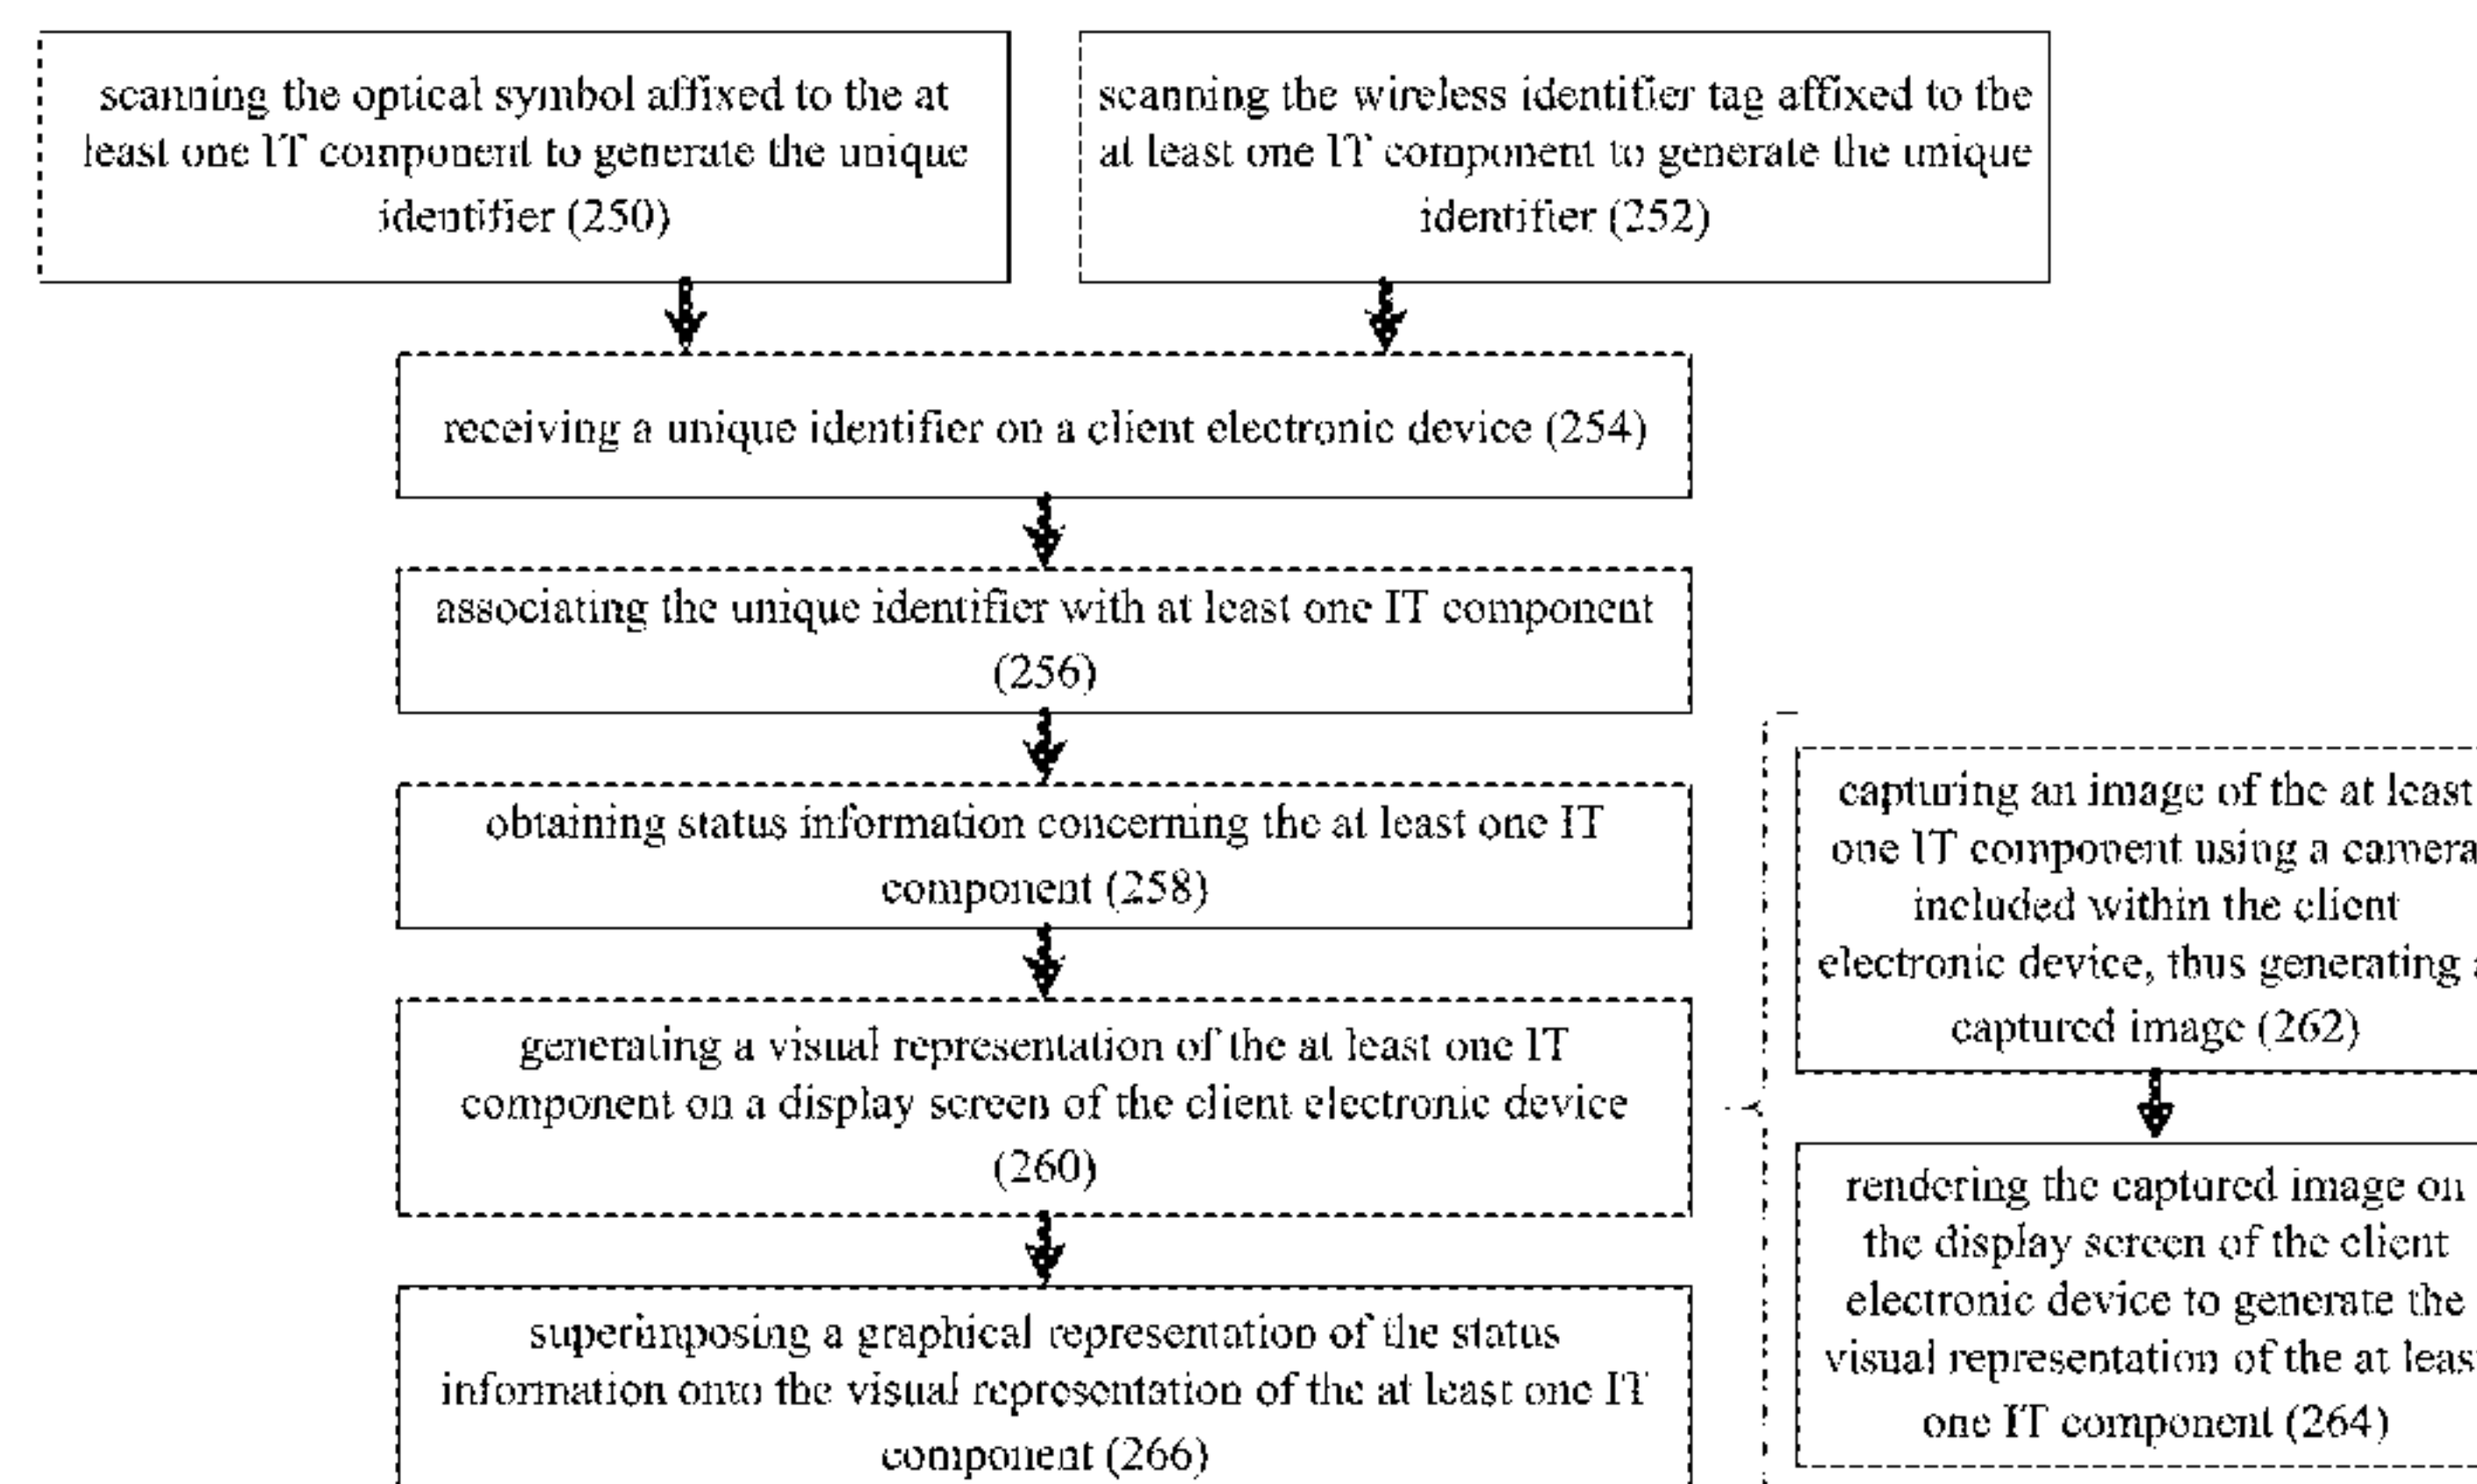 scanning the optical symbol affixed to the at
least one IT component to generate the unique
identifier (250)
scanning the wireless identifier tag affixed to the
at least one IT component to generate the unique
identifier (252)
receiving a unique identifier on a client electronic device (254)
associating the unique identifier with at least one IT component
(256)
obtaining status information concerning the at least one IT
component (258)
generating a visual representation of the at least one IT
component on a display screen of the client electronic device
(260)
capturing an image of the at least
one IT component using a camera
included within the client
electronic device, thus generating a
captured image (262)
rendering the captured image on
the display screen of the client
electronic device to generate the
visual representation of the at least
one IT component (264)
superimposing a graphical representation of the status
information onto the visual representation of the at least one IT
component (266)